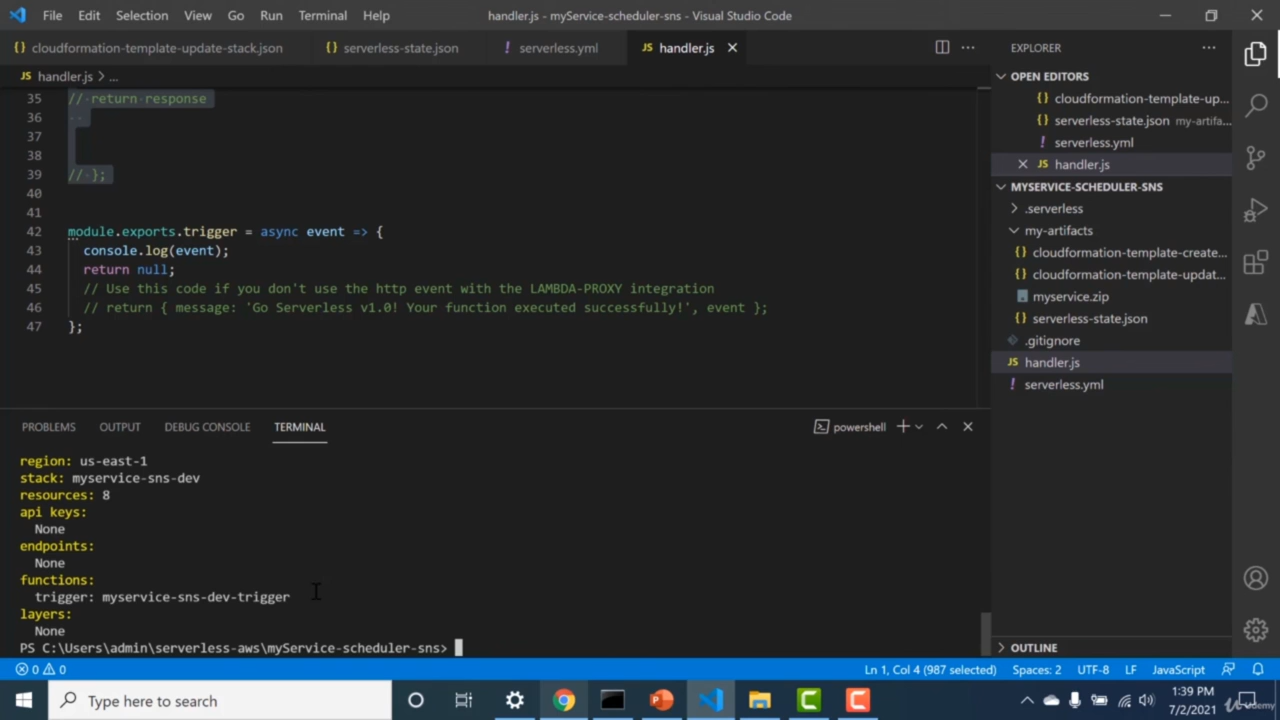 File Edit Selection View Go Run Terminal Help
handler.js - myService-scheduler-sns - Visual Studio Code
{} cloudformation-template-update-stack.json
{} serverless-state.json
! serverless.yml
JS handler.js
JS handler.js > ...
35 // return response
36
37
38
39 // };
40
41
42 module.exports.trigger = async event => {
43 console.log(event);
44 return null;
45 // Use this code if you don't use the http event with the LAMBDA-PROXY integration
46 // return { message: 'Go Serverless v1.0! Your function executed successfully!', event };
47 };
PROBLEMS OUTPUT DEBUG CONSOLE TERMINAL
powershell
region: us-east-1
stack: myservice-sns-dev
resources: 8
api keys:
None
endpoints:
None
functions:
trigger: myservice-sns-dev-trigger
layers:
None
PS C:\Users\admin\serverless-aws\myService-scheduler-sns>
EXPLORER
OPEN EDITORS
{} cloudformation-template-up...
{} serverless-state.json my-artifa...
! serverless.yml
JS handler.js
MYSERVICE-SCHEDULER-SNS
.serverless
my-artifacts
{} cloudformation-template-create...
{} cloudformation-template-updat...
myservice.zip
{} serverless-state.json
.gitignore
JS handler.js
! serverless.yml
OUTLINE
0 0
Ln 1, Col 4 (987 selected) Spaces: 2 UTF-8 LF JavaScript
Type here to search
1:39 PM
7/2/2021
Udemy